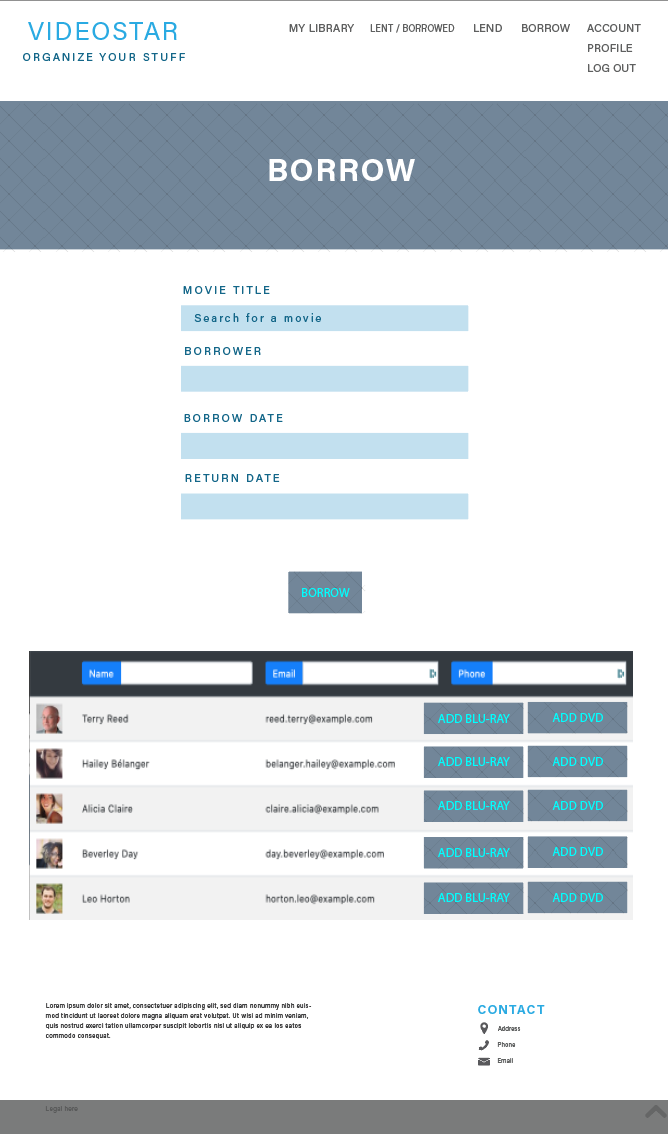 VIDEOSTAR
ORGANIZE YOUR STUFF
MY LIBRARY LENT / BORROWED LEND BORROW ACCOUNT
PROFILE
LOG OUT
BORROW
MOVIE TITLE
Search for a movie
BORROWER
BORROW DATE
RETURN DATE
BORROW
Name Email Phone
Terry Reed reed.terry@example.com ADD BLU-RAY ADD DVD
Hailey Bélanger belanger.hailey@example.com ADD BLU-RAY ADD DVD
Alicia Claire claire.alicia@example.com ADD BLU-RAY ADD DVD
Beverley Day day.beverley@example.com ADD BLU-RAY ADD DVD
Leo Horton horton.leo@example.com ADD BLU-RAY ADD DVD
Lorem ipsum dolor sit amet, consectetuer adipiscing elit, sed diam nonummy nibh euis-
mod tincidunt ut laoreet dolore magna aliquam erat volutpat. Ut wisi ad minim veniam,
quis nostrud exerci tation ullamcorper suscipit lobortis nisl ut aliquip ex ea los eatos
commodo consequat.
CONTACT
Address
Phone
Email
Legal here